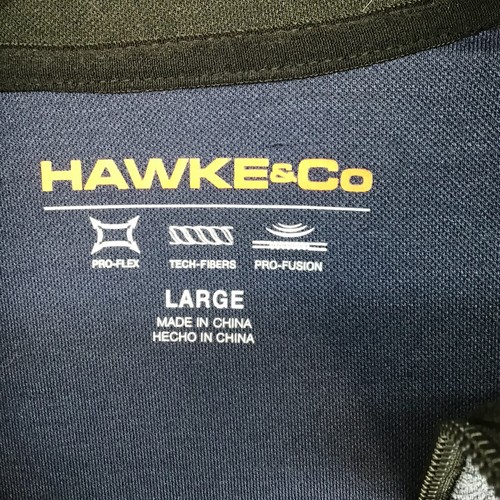 HAWKE&Co
PRO-FLEX TECH-FIBERS PRO-FUSION
LARGE
MADE IN CHINA
HECHO IN CHINA